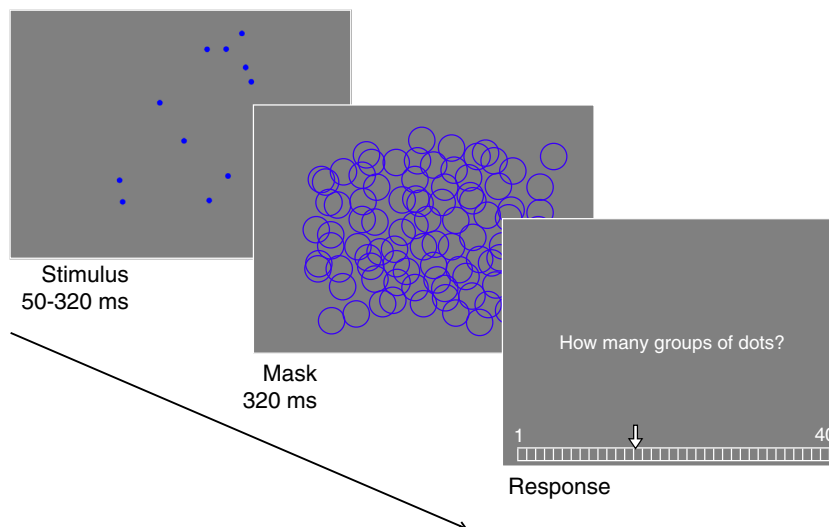 Stimulus
50-320 ms
Mask
320 ms
How many groups of dots?
1 40
Response